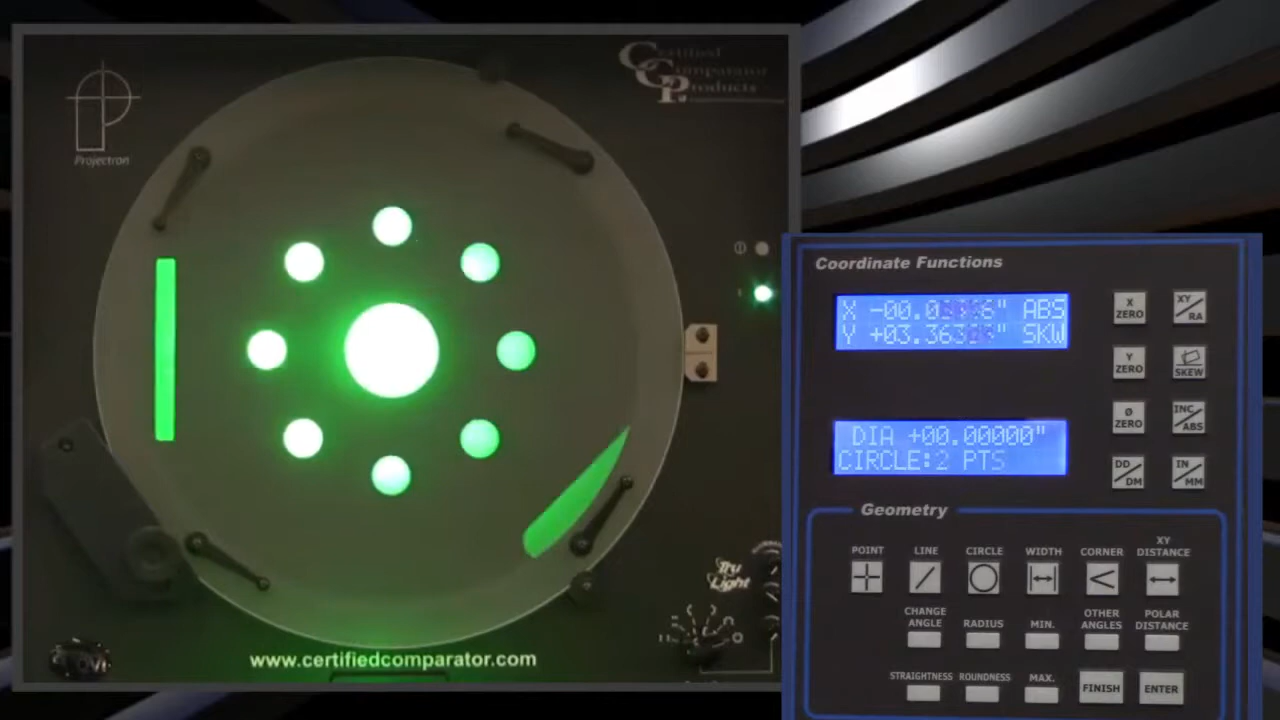 Certified
Comparator
Products
Projectron
Coordinate Functions
ABS
SKW
X
ZERO
XY/RA
Y
ZERO
SKEW
Ø
ZERO
INC/ABS
DD/DM
IN/MM
DIA +00.00000"
CIRCLE:2 PTS
Geometry
POINT
LINE
CIRCLE
WIDTH
CORNER
XY
DISTANCE
CHANGE
ANGLE
RADIUS
MIN.
OTHER
ANGLES
POLAR
DISTANCE
STRAIGHTNESS
ROUNDNESS
MAX.
FINISH
ENTER
Tru
Light
www.certifiedcomparator.com